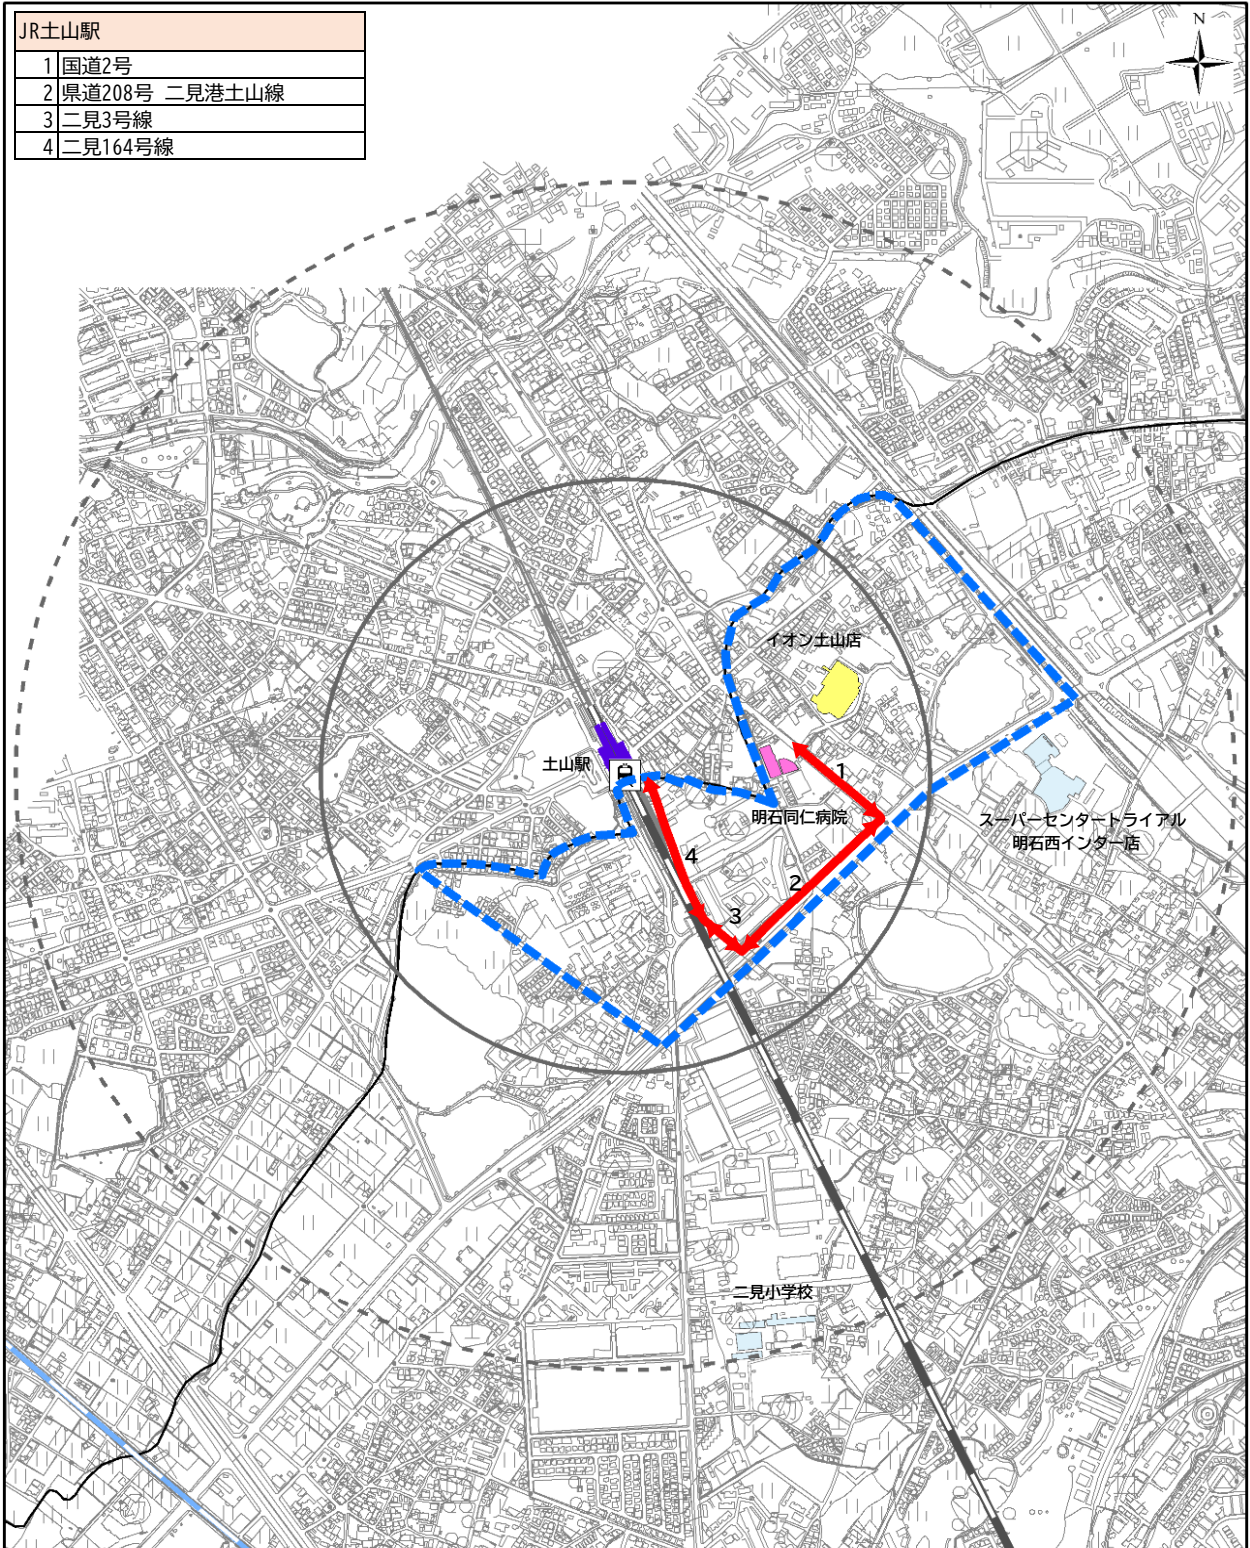 JR土山駅
1 国道2号
2 県道208号 二見港土山線
3 二見3号線
4 二見164号線
N
イオン土山店
土山駅
1
明石同仁病院
スーパーセンタートライアル
明石西インター店
4
2
3
二見小学校